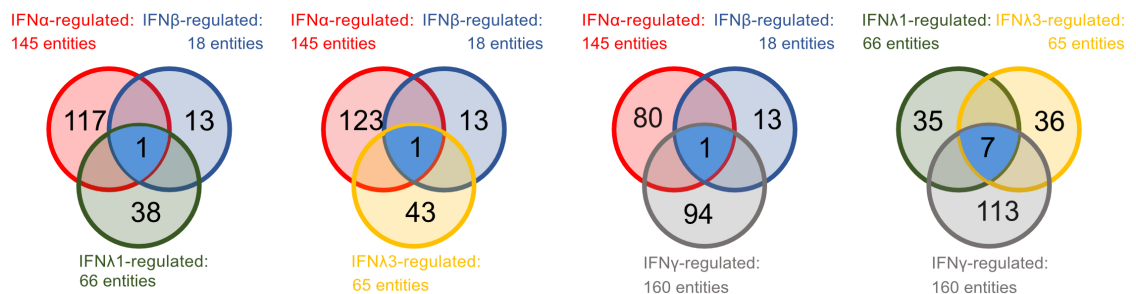 IFNα-regulated: IFNβ-regulated:
145 entities 18 entities
117 13
1
38
IFNλ1-regulated:
66 entities
IFNα-regulated: IFNβ-regulated:
145 entities 18 entities
123 13
1
43
IFNλ3-regulated:
65 entities
IFNα-regulated: IFNβ-regulated:
145 entities 18 entities
80 13
1
94
IFNγ-regulated:
160 entities
IFNλ1-regulated: IFNλ3-regulated:
66 entities 65 entities
35 36
7
113
IFNγ-regulated:
160 entities